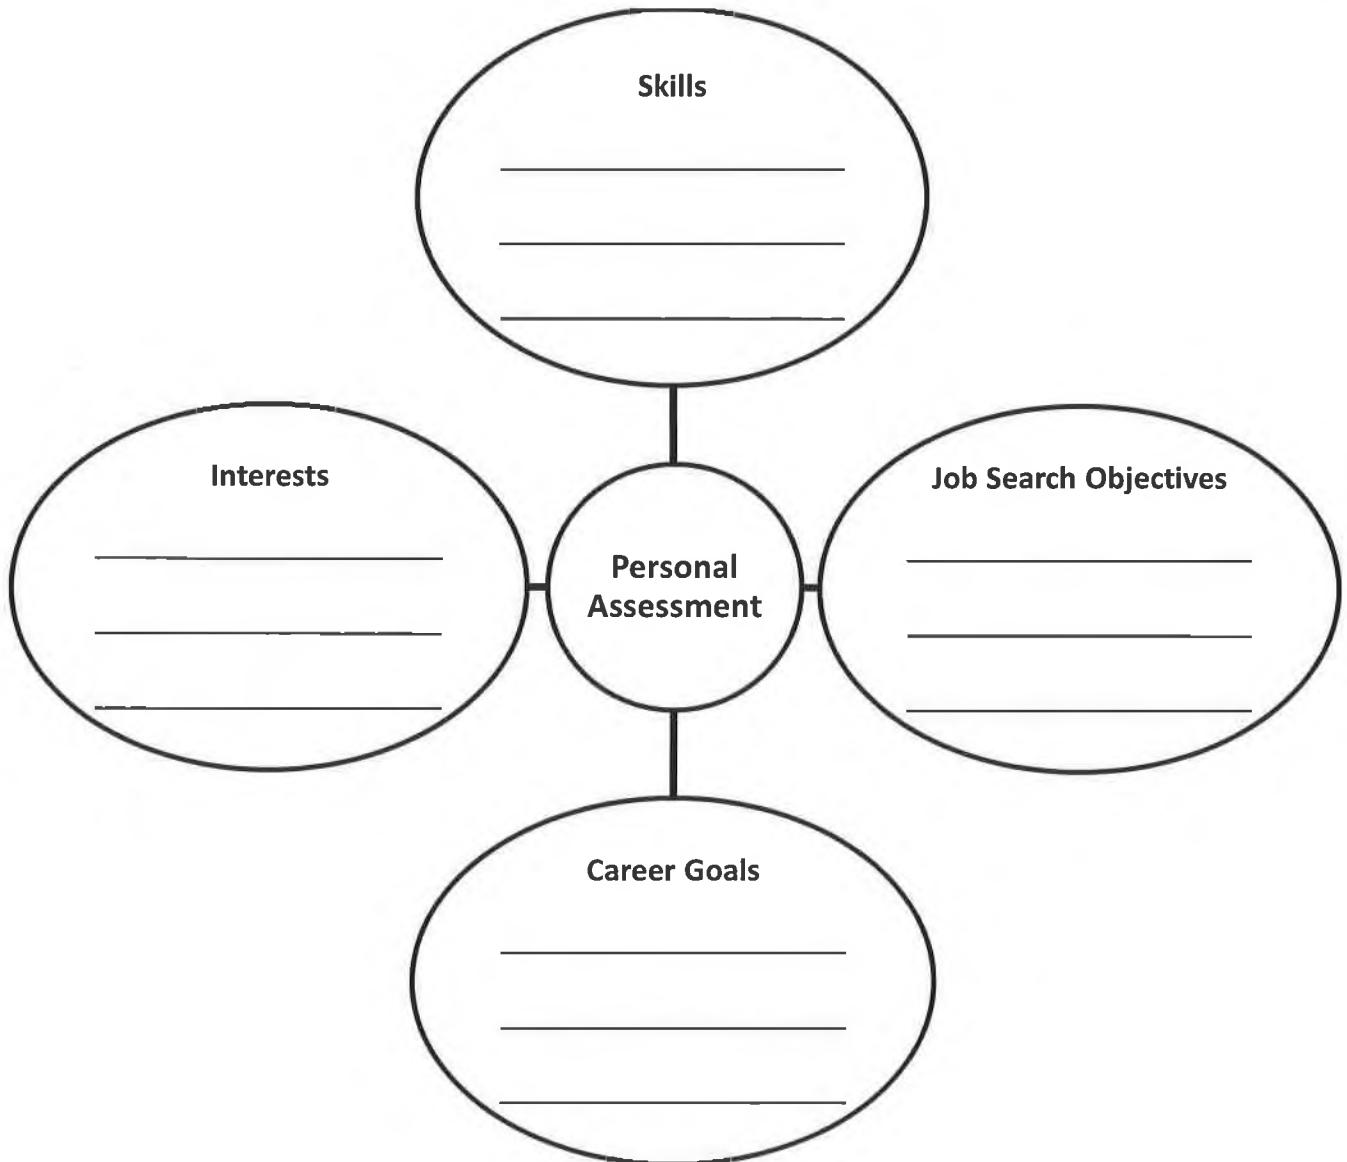 Skills
Interests
Job Search Objectives
Personal
Assessment
Career Goals